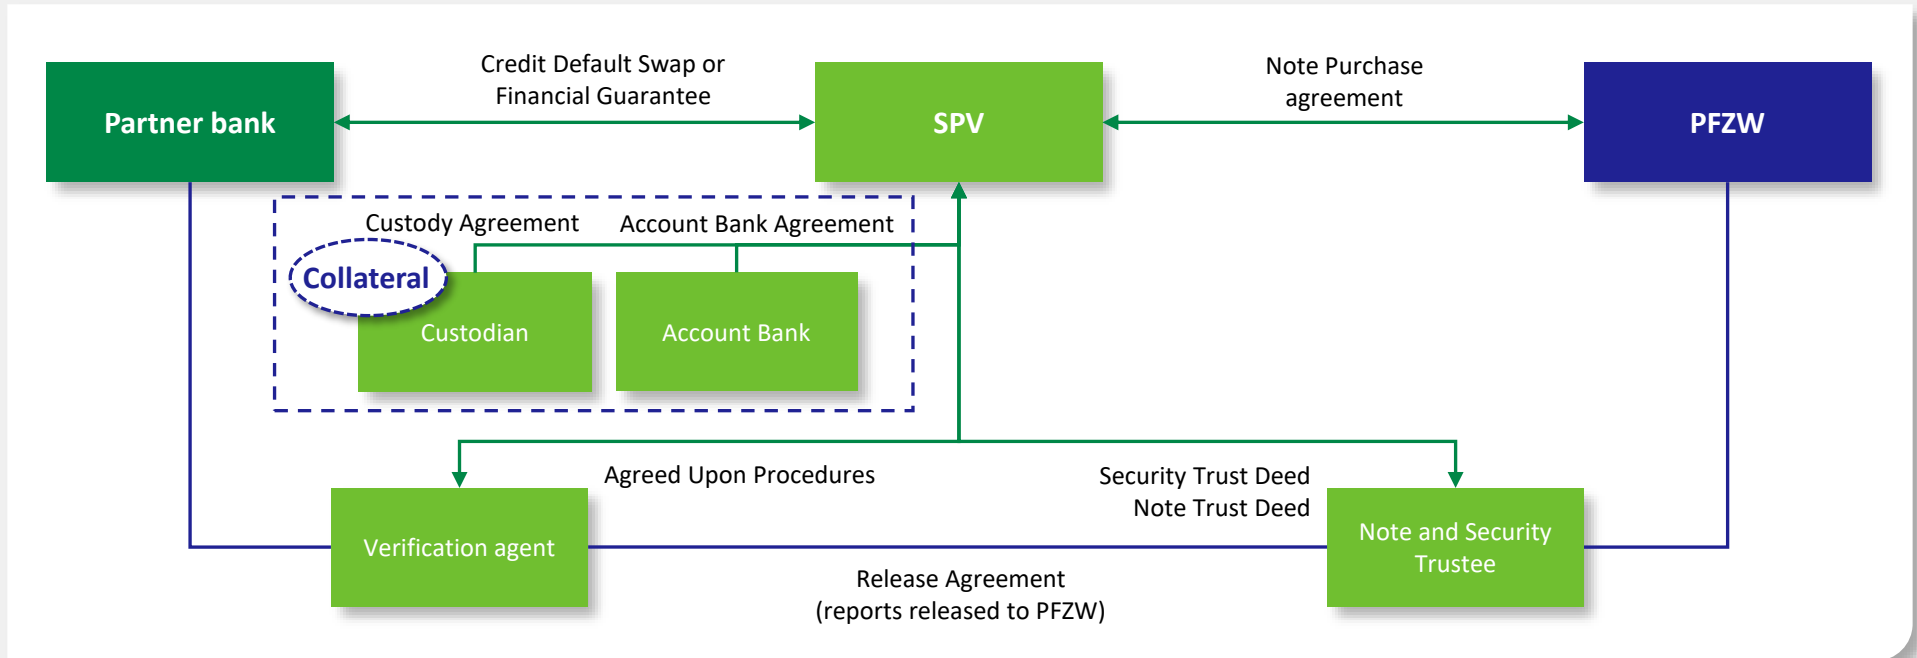 Credit Default Swap or
Financial Guarantee
Note Purchase
agreement
Partner bank
SPV
PFZW
Custody Agreement
Account Bank Agreement
Collateral
Custodian
Account Bank
Agreed Upon Procedures
Security Trust Deed
Note Trust Deed
Verification agent
Note and Security
Trustee
Release Agreement
(reports released to PFZW)